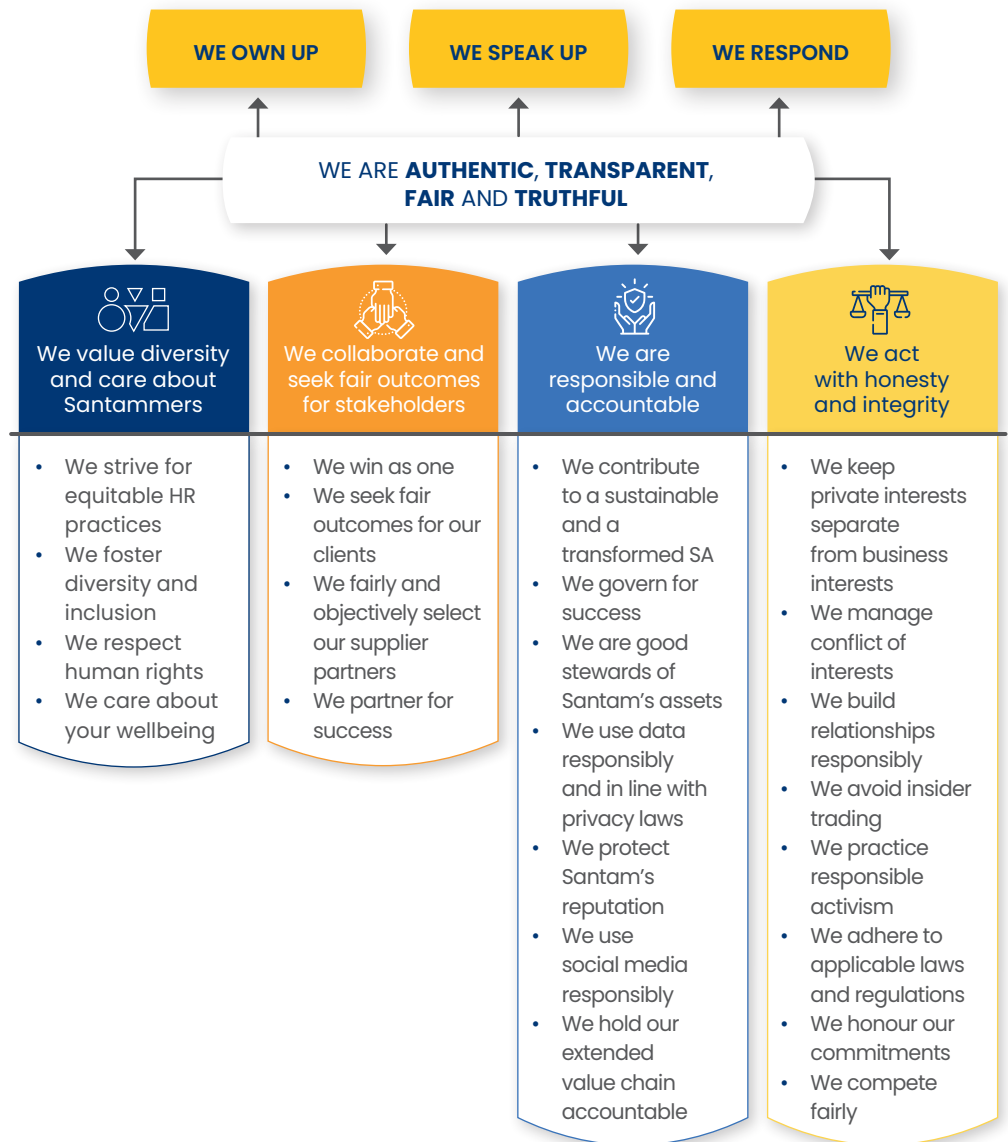 WE OWN UP
WE SPEAK UP
WE RESPOND
WE ARE AUTHENTIC, TRANSPARENT,
FAIR AND TRUTHFUL
We value diversity
and care about
Santammers
• We strive for
equitable HR
practices
• We foster
diversity and
inclusion
• We respect
human rights
• We care about
your wellbeing
We collaborate and
seek fair outcomes
for stakeholders
• We win as one
• We seek fair
outcomes for our
clients
• We fairly and
objectively select
our supplier
partners
• We partner for
success
We are
responsible and
accountable
• We contribute
to a sustainable
and a
transformed SA
• We govern for
success
• We are good
stewards of
Santam’s assets
• We use data
responsibly
and in line with
privacy laws
• We protect
Santam’s
reputation
• We use
social media
responsibly
• We hold our
extended
value chain
accountable
We act
with honesty
and integrity
• We keep
private interests
separate
from business
interests
• We manage
conflict of
interests
• We build
relationships
responsibly
• We avoid insider
trading
• We practice
responsible
activism
• We adhere to
applicable laws
and regulations
• We honour our
commitments
• We compete
fairly